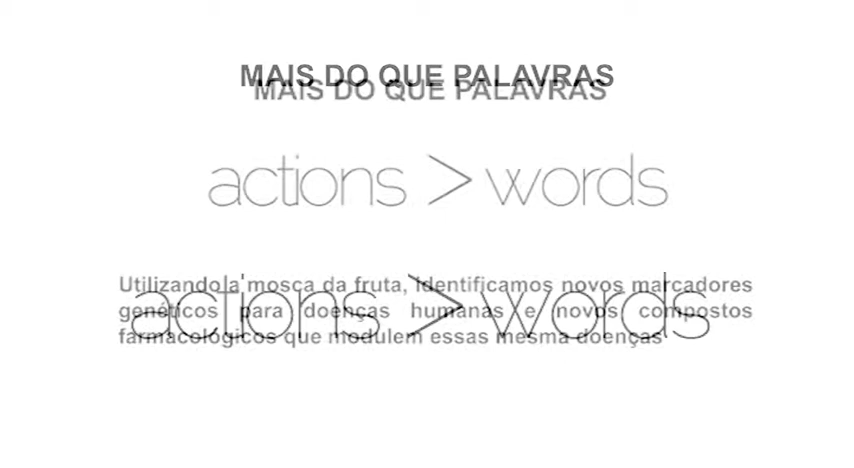 MAIS DO QUE PALAVRAS
MAIS DO QUE PALAVRAS
actions > words
Utilizando a mosca da fruta, identificamos novos marcadores
genéticos para doenças humanas e novos compostos
farmacológicos que modulem essas mesma doenças
actions > words